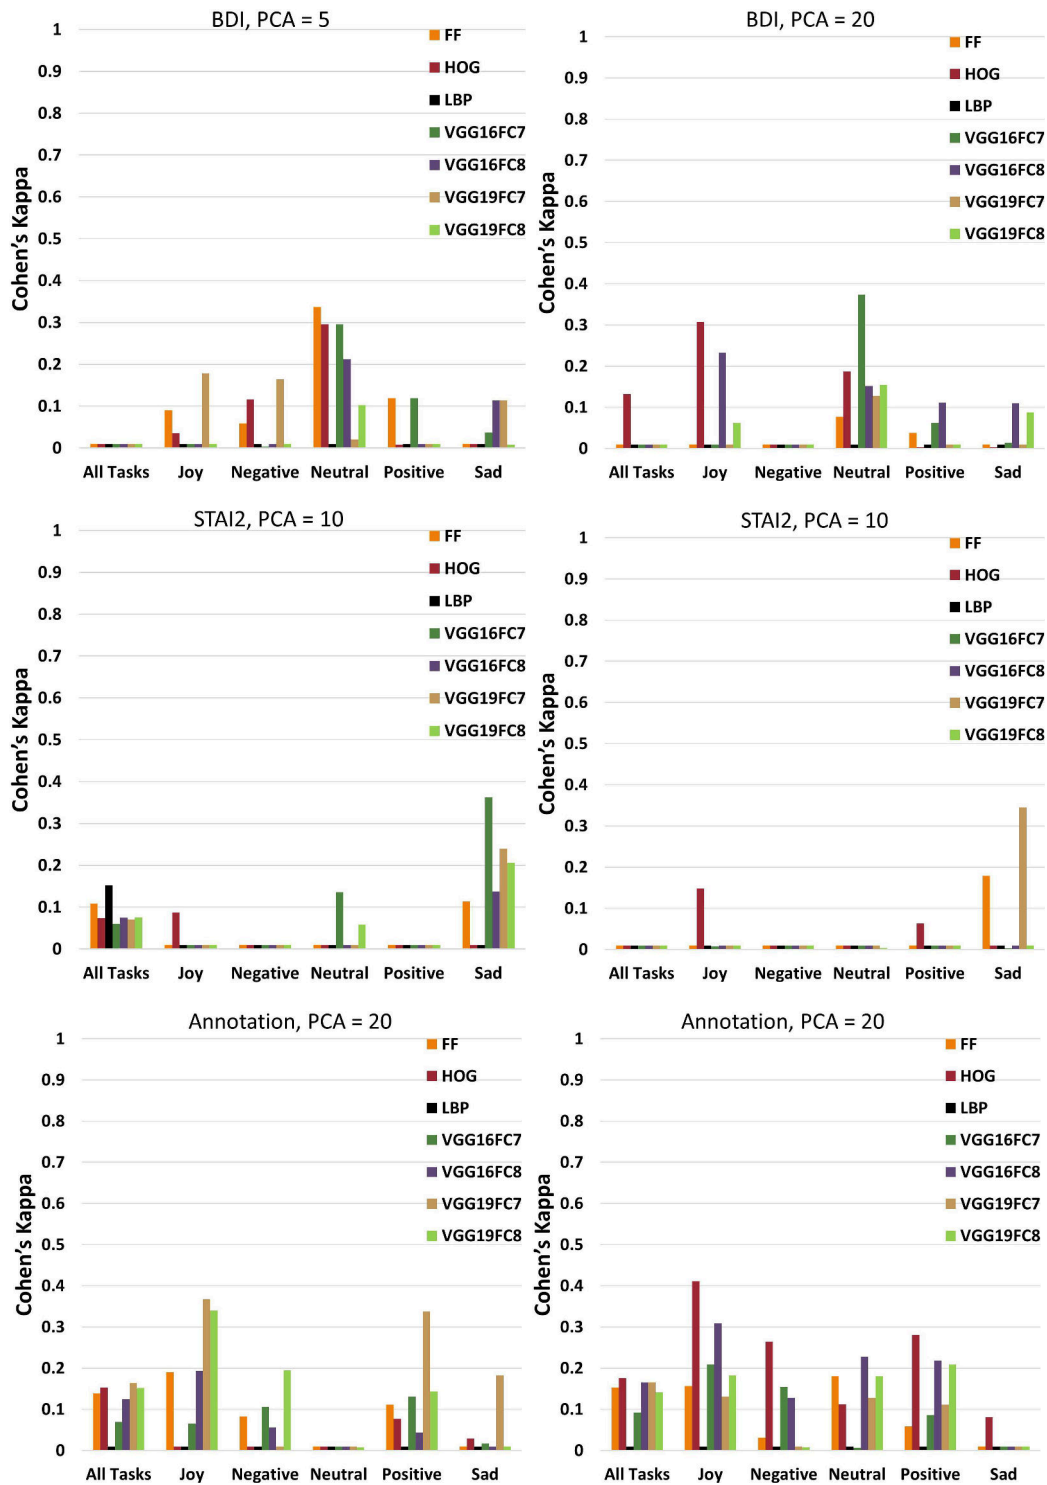 BDI, PCA = 5
1
0.9
0.8
0.7
0.6
0.5
0.4
0.3
0.2
0.1
0
Cohen's Kappa
FF
HOG
LBP
VGG16FC7
VGG16FC8
VGG19FC7
VGG19FC8
All Tasks Joy Negative Neutral Positive Sad
BDI, PCA = 20
1
0.9
0.8
0.7
0.6
0.5
0.4
0.3
0.2
0.1
0
Cohen's Kappa
FF
HOG
LBP
VGG16FC7
VGG16FC8
VGG19FC7
VGG19FC8
All Tasks Joy Negative Neutral Positive Sad
STAI2, PCA = 10
1
0.9
0.8
0.7
0.6
0.5
0.4
0.3
0.2
0.1
0
Cohen's Kappa
FF
HOG
LBP
VGG16FC7
VGG16FC8
VGG19FC7
VGG19FC8
All Tasks Joy Negative Neutral Positive Sad
STAI2, PCA = 10
1
0.9
0.8
0.7
0.6
0.5
0.4
0.3
0.2
0.1
0
Cohen's Kappa
FF
HOG
LBP
VGG16FC7
VGG16FC8
VGG19FC7
VGG19FC8
All Tasks Joy Negative Neutral Positive Sad
Annotation, PCA = 20
1
0.9
0.8
0.7
0.6
0.5
0.4
0.3
0.2
0.1
0
Cohen's Kappa
FF
HOG
LBP
VGG16FC7
VGG16FC8
VGG19FC7
VGG19FC8
All Tasks Joy Negative Neutral Positive Sad
Annotation, PCA = 20
1
0.9
0.8
0.7
0.6
0.5
0.4
0.3
0.2
0.1
0
Cohen's Kappa
FF
HOG
LBP
VGG16FC7
VGG16FC8
VGG19FC7
VGG19FC8
All Tasks Joy Negative Neutral Positive Sad